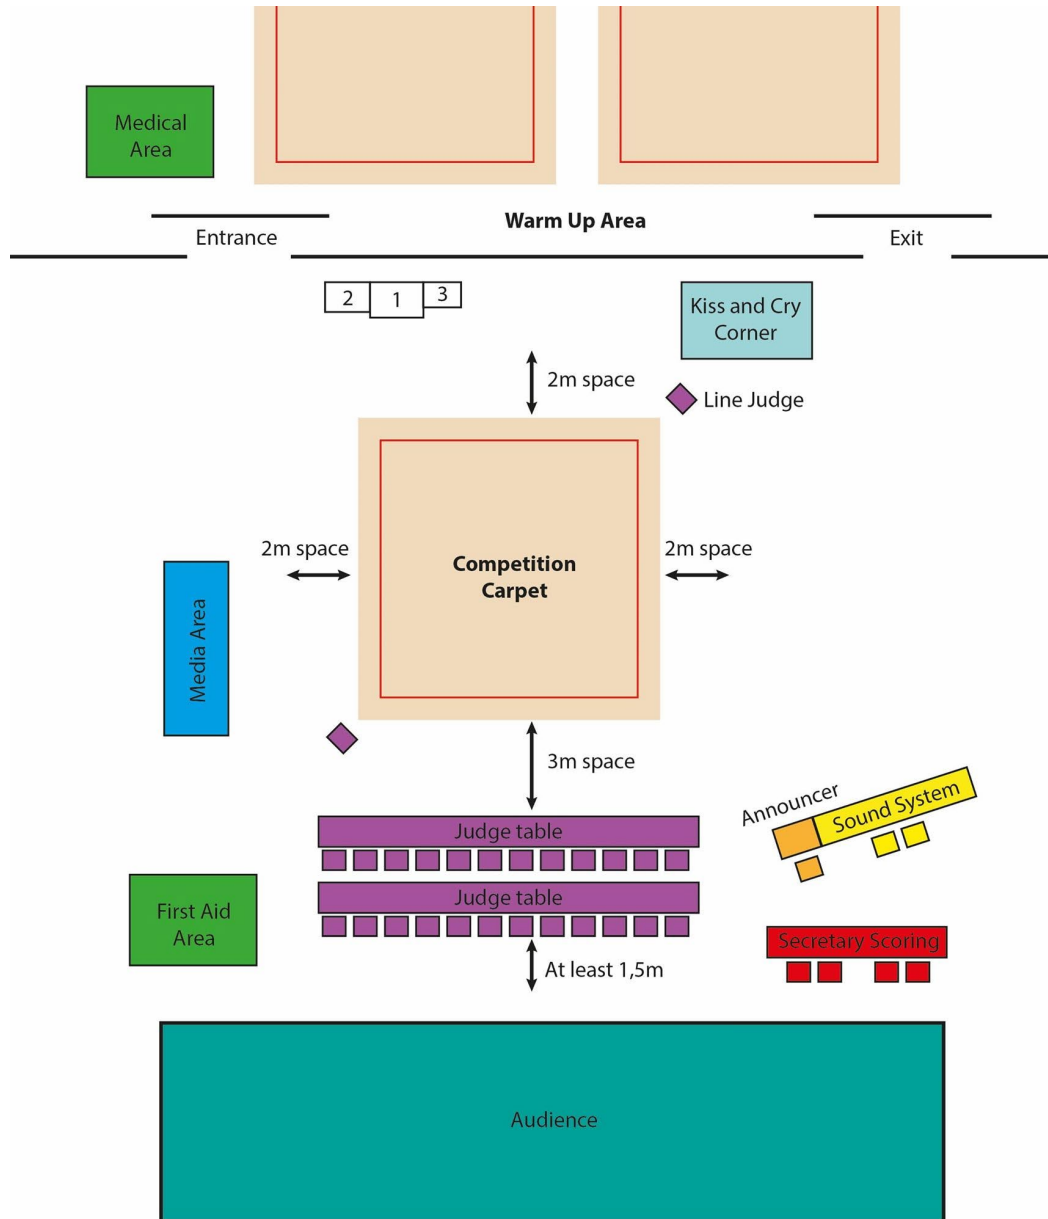 Medical
Area
Warm Up Area
Entrance
Exit
2
1
3
Kiss and Cry
Corner
2m space
Line Judge
2m space
2m space
Competition
Carpet
Media Area
3m space
Announcer
Sound System
Judge table
Judge table
First Aid
Area
Secretary Scoring
At least 1,5m
Audience